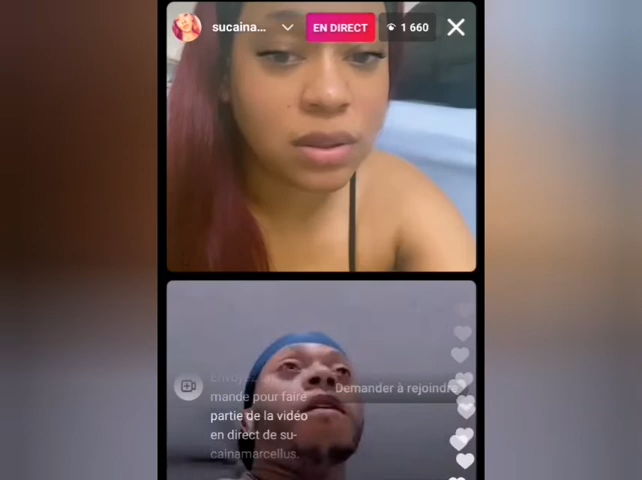 sucaina...
EN DIRECT
1 660
Envoyez
Demander à rejoindre
mande pour faire
partie de la vidéo
en direct de su-
cainamarcellus.